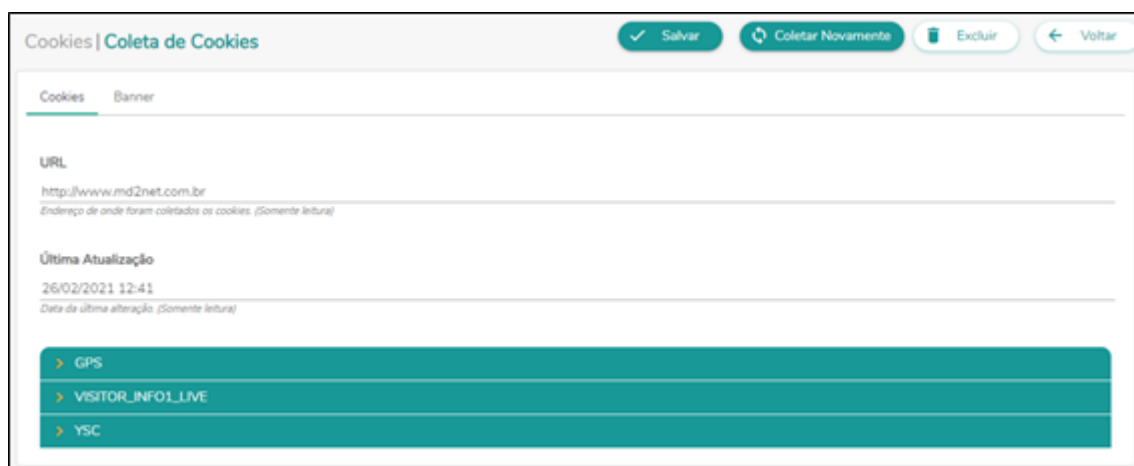 Cookies | Coleta de Cookies
Salvar
Coletar Novamente
Excluir
Voltar
Cookies
Banner
URL
http://www.md2net.com.br
Endereço de onde foram coletados os cookies. (Somente leitura)
Última Atualização
26/02/2021 12:41
Data da última alteração. (Somente leitura)
GPS
VISITOR_INFO1_LIVE
YSC